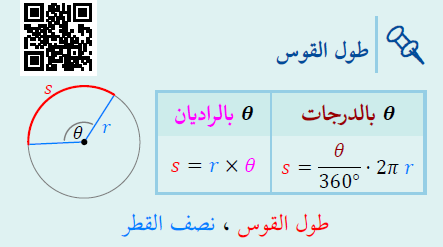 طول القوس
s
θ
r
θ بالدرجات
θ بالراديان
s = θ/360° · 2π r
s = r × θ
طول القوس ، نصف القطر